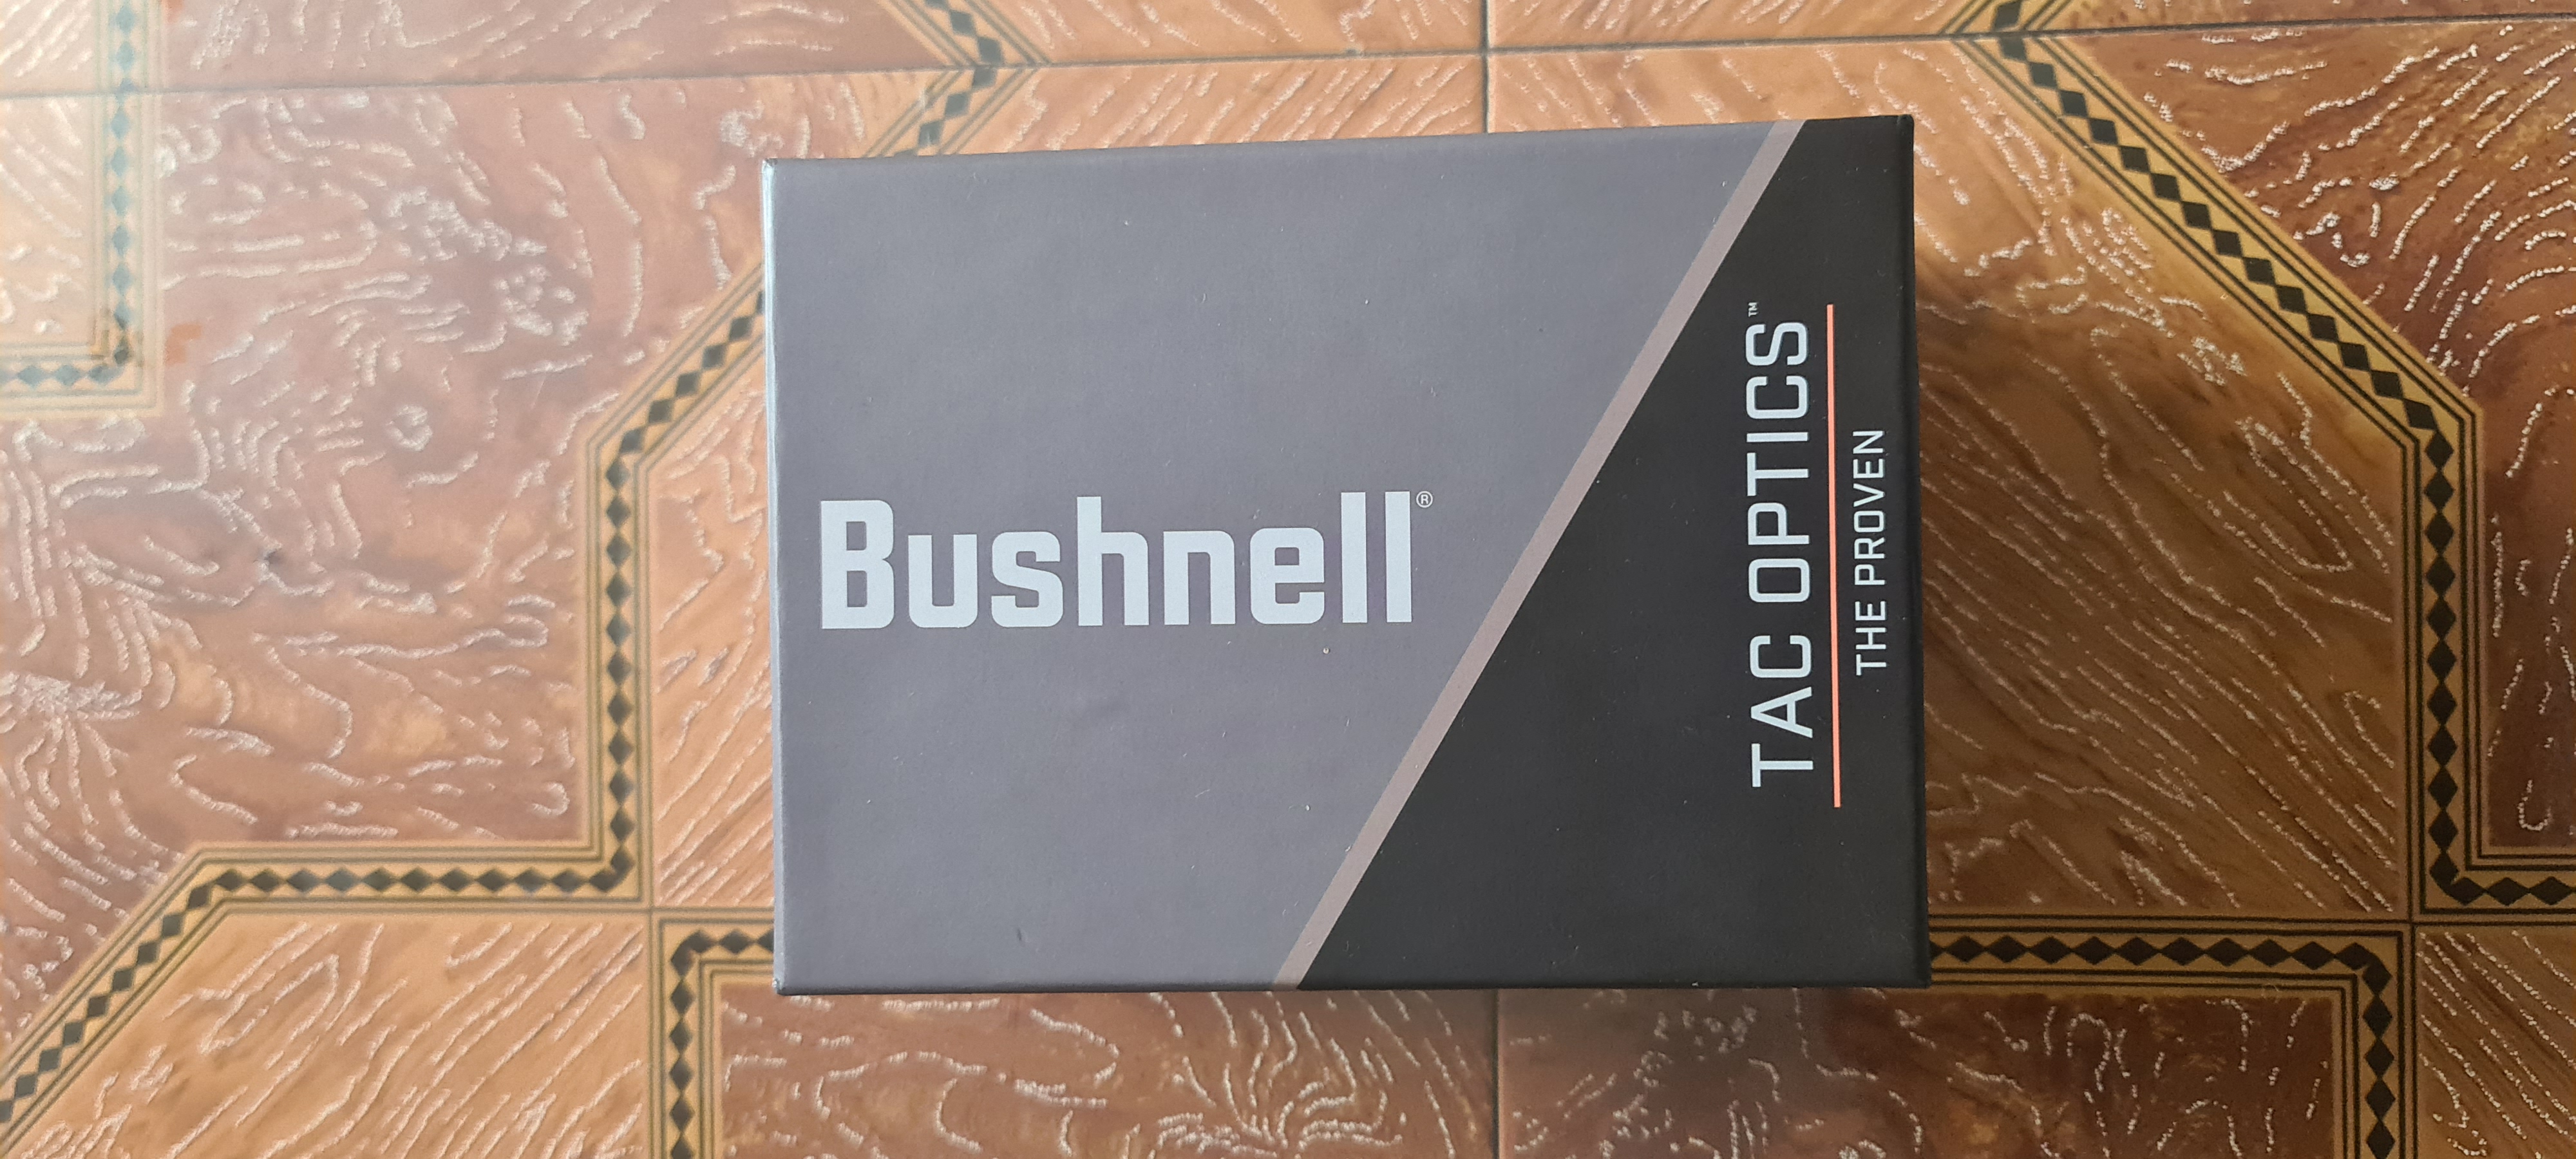 Bushnell®
TAC OPTICS™
THE PROVEN